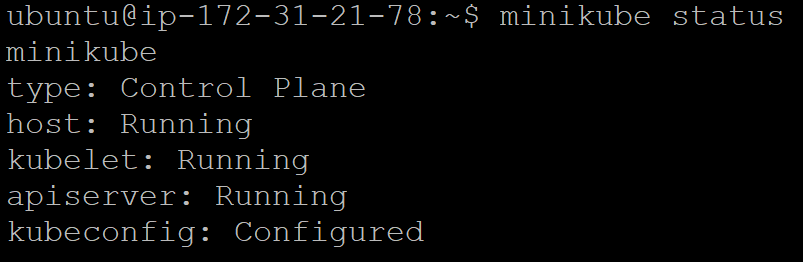 ubuntu@ip-172-31-21-78:~$ minikube status
minikube
type: Control Plane
host: Running
kubelet: Running
apiserver: Running
kubeconfig: Configured